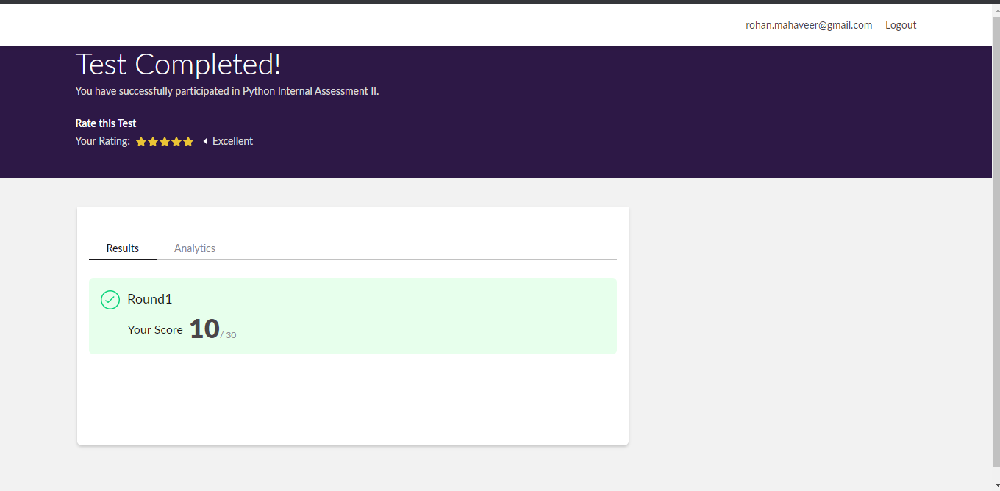 rohan.mahaveer@gmail.com Logout
Test Completed!
You have successfully participated in Python Internal Assessment II.
Rate this Test
Your Rating: Excellent
Results Analytics
Round1
Your Score 10 / 30